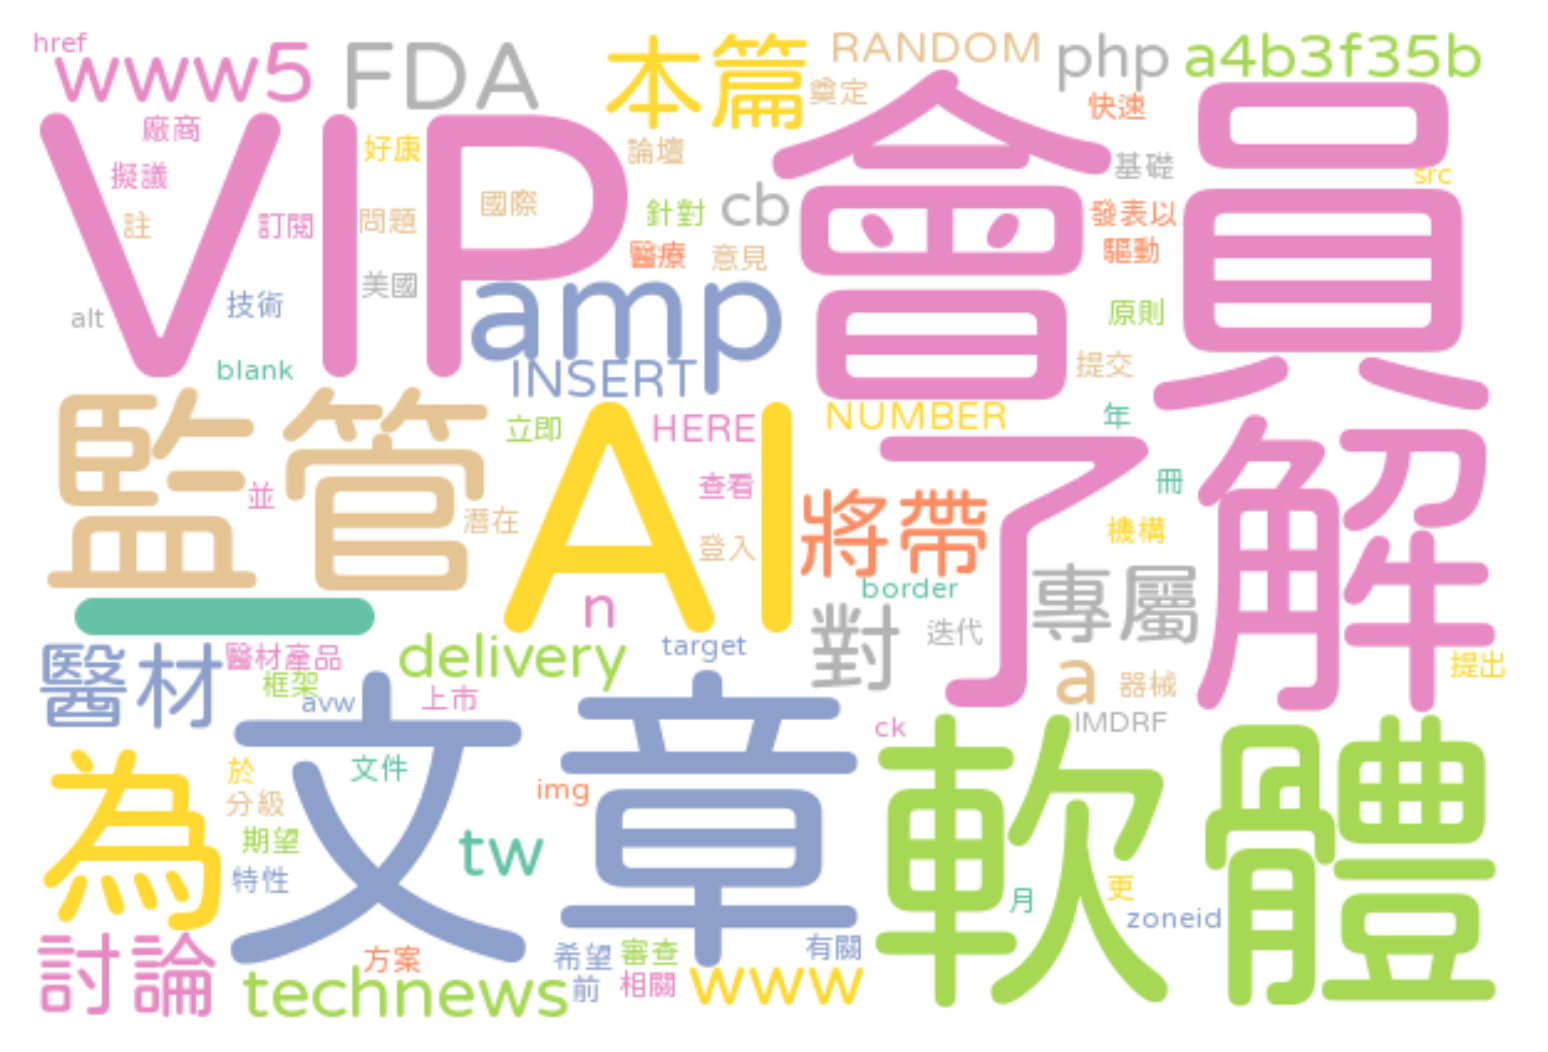 href
www5
FDA
本篇
RANDOM
php
a4b3f35b
奠定
快速
VIP
會員
廠商
好康
論壇
基礎
src
擬議
國際
針對
cb
發表以
註
訂閱
問題
醫療
意見
驅動
美國
amp
alt
技術
原則
blank
INSERT
提交
監管
AI
立即
HERE
NUMBER
年
了解
並
查看
冊
潛在
登入
將帶
機構
一
n
border
專屬
醫材
醫材產品
delivery
target
對
迭代
提出
框架
avw
上市
a
器械
文章
ck
IMDRF
軟體
為
於
文件
img
分級
期望
tw
特性
月
更
zoneid
討論
方案
希望
審查
有關
technews
前
相關
www